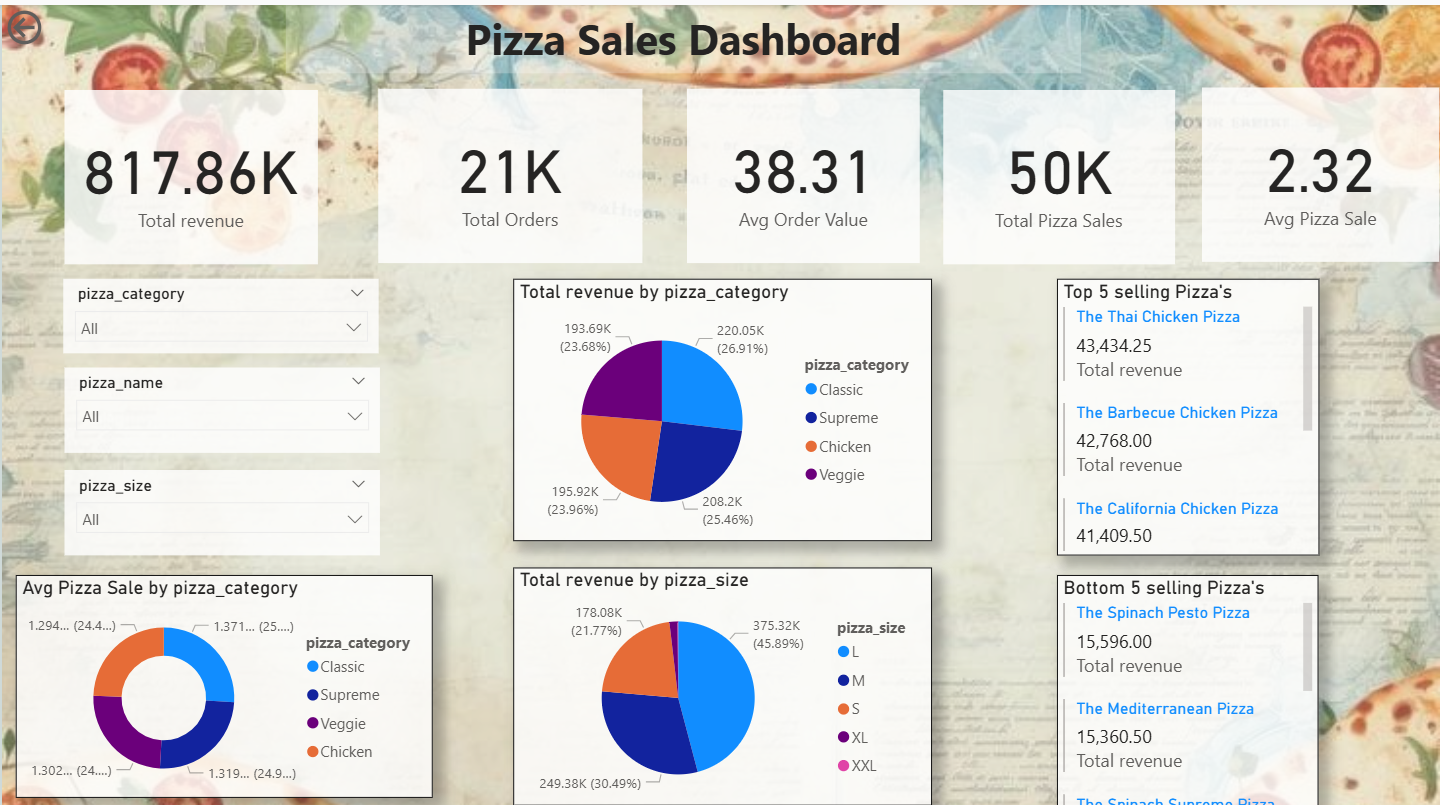 Pizza Sales Dashboard
817.86K
Total revenue
21K
Total Orders
38.31
Avg Order Value
50K
Total Pizza Sales
2.32
Avg Pizza Sale
pizza_category
All
pizza_name
All
pizza_size
All
Avg Pizza Sale by pizza_category
1.294... (24.4...)
1.371... (25....)
1.302... (24....)
1.319... (24.9...)
pizza_category
Classic
Supreme
Veggie
Chicken
Total revenue by pizza_category
193.69K
(23.68%)
220.05K
(26.91%)
195.92K
(23.96%)
208.2K
(25.46%)
pizza_category
Classic
Supreme
Chicken
Veggie
Total revenue by pizza_size
178.08K
(21.77%)
375.32K
(45.89%)
249.38K (30.49%)
pizza_size
L
M
S
XL
XXL
Top 5 selling Pizza's
The Thai Chicken Pizza
43,434.25
Total revenue
The Barbecue Chicken Pizza
42,768.00
Total revenue
The California Chicken Pizza
41,409.50
Bottom 5 selling Pizza's
The Spinach Pesto Pizza
15,596.00
Total revenue
The Mediterranean Pizza
15,360.50
Total revenue
The Spinach Supreme Pizza